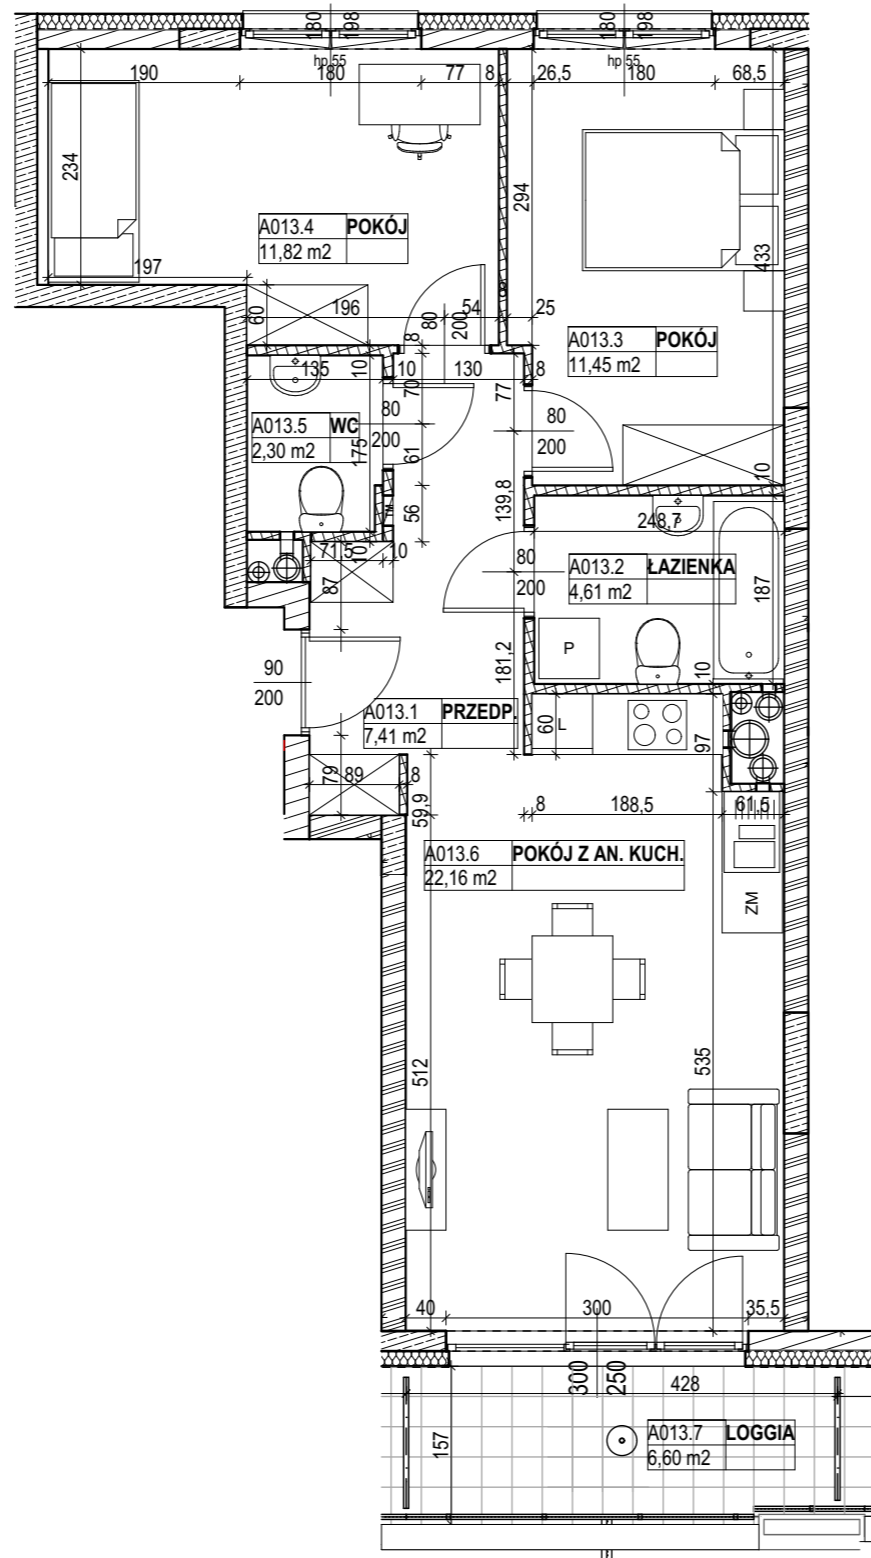 180 198 180 198
hp 55 hp 55
190 180 77 8 26,5 180 68,5
234
294
433
A013.4 POKÓJ
11,82 m2
197
60 196 54 25
80
200
8
A013.3 POKÓJ
11,45 m2
135 10 10 130 8
70
77
80
200
A013.5 WC
2,30 m2
175
61
80
200
10
56
139,8
248,7
71,5 10 10
87
80
200
A013.2 ŁAZIENKA
4,61 m2
187
P
10
181,2
90
200
A013.1 PRZEDP.
7,41 m2
60 L
97
79 89 8
59,9
8 188,5 61,5
A013.6 POKÓJ Z AN. KUCH.
22,16 m2
ZM
512
535
40 300 35,5
300 250
428
157
A013.7 LOGGIA
6,60 m2